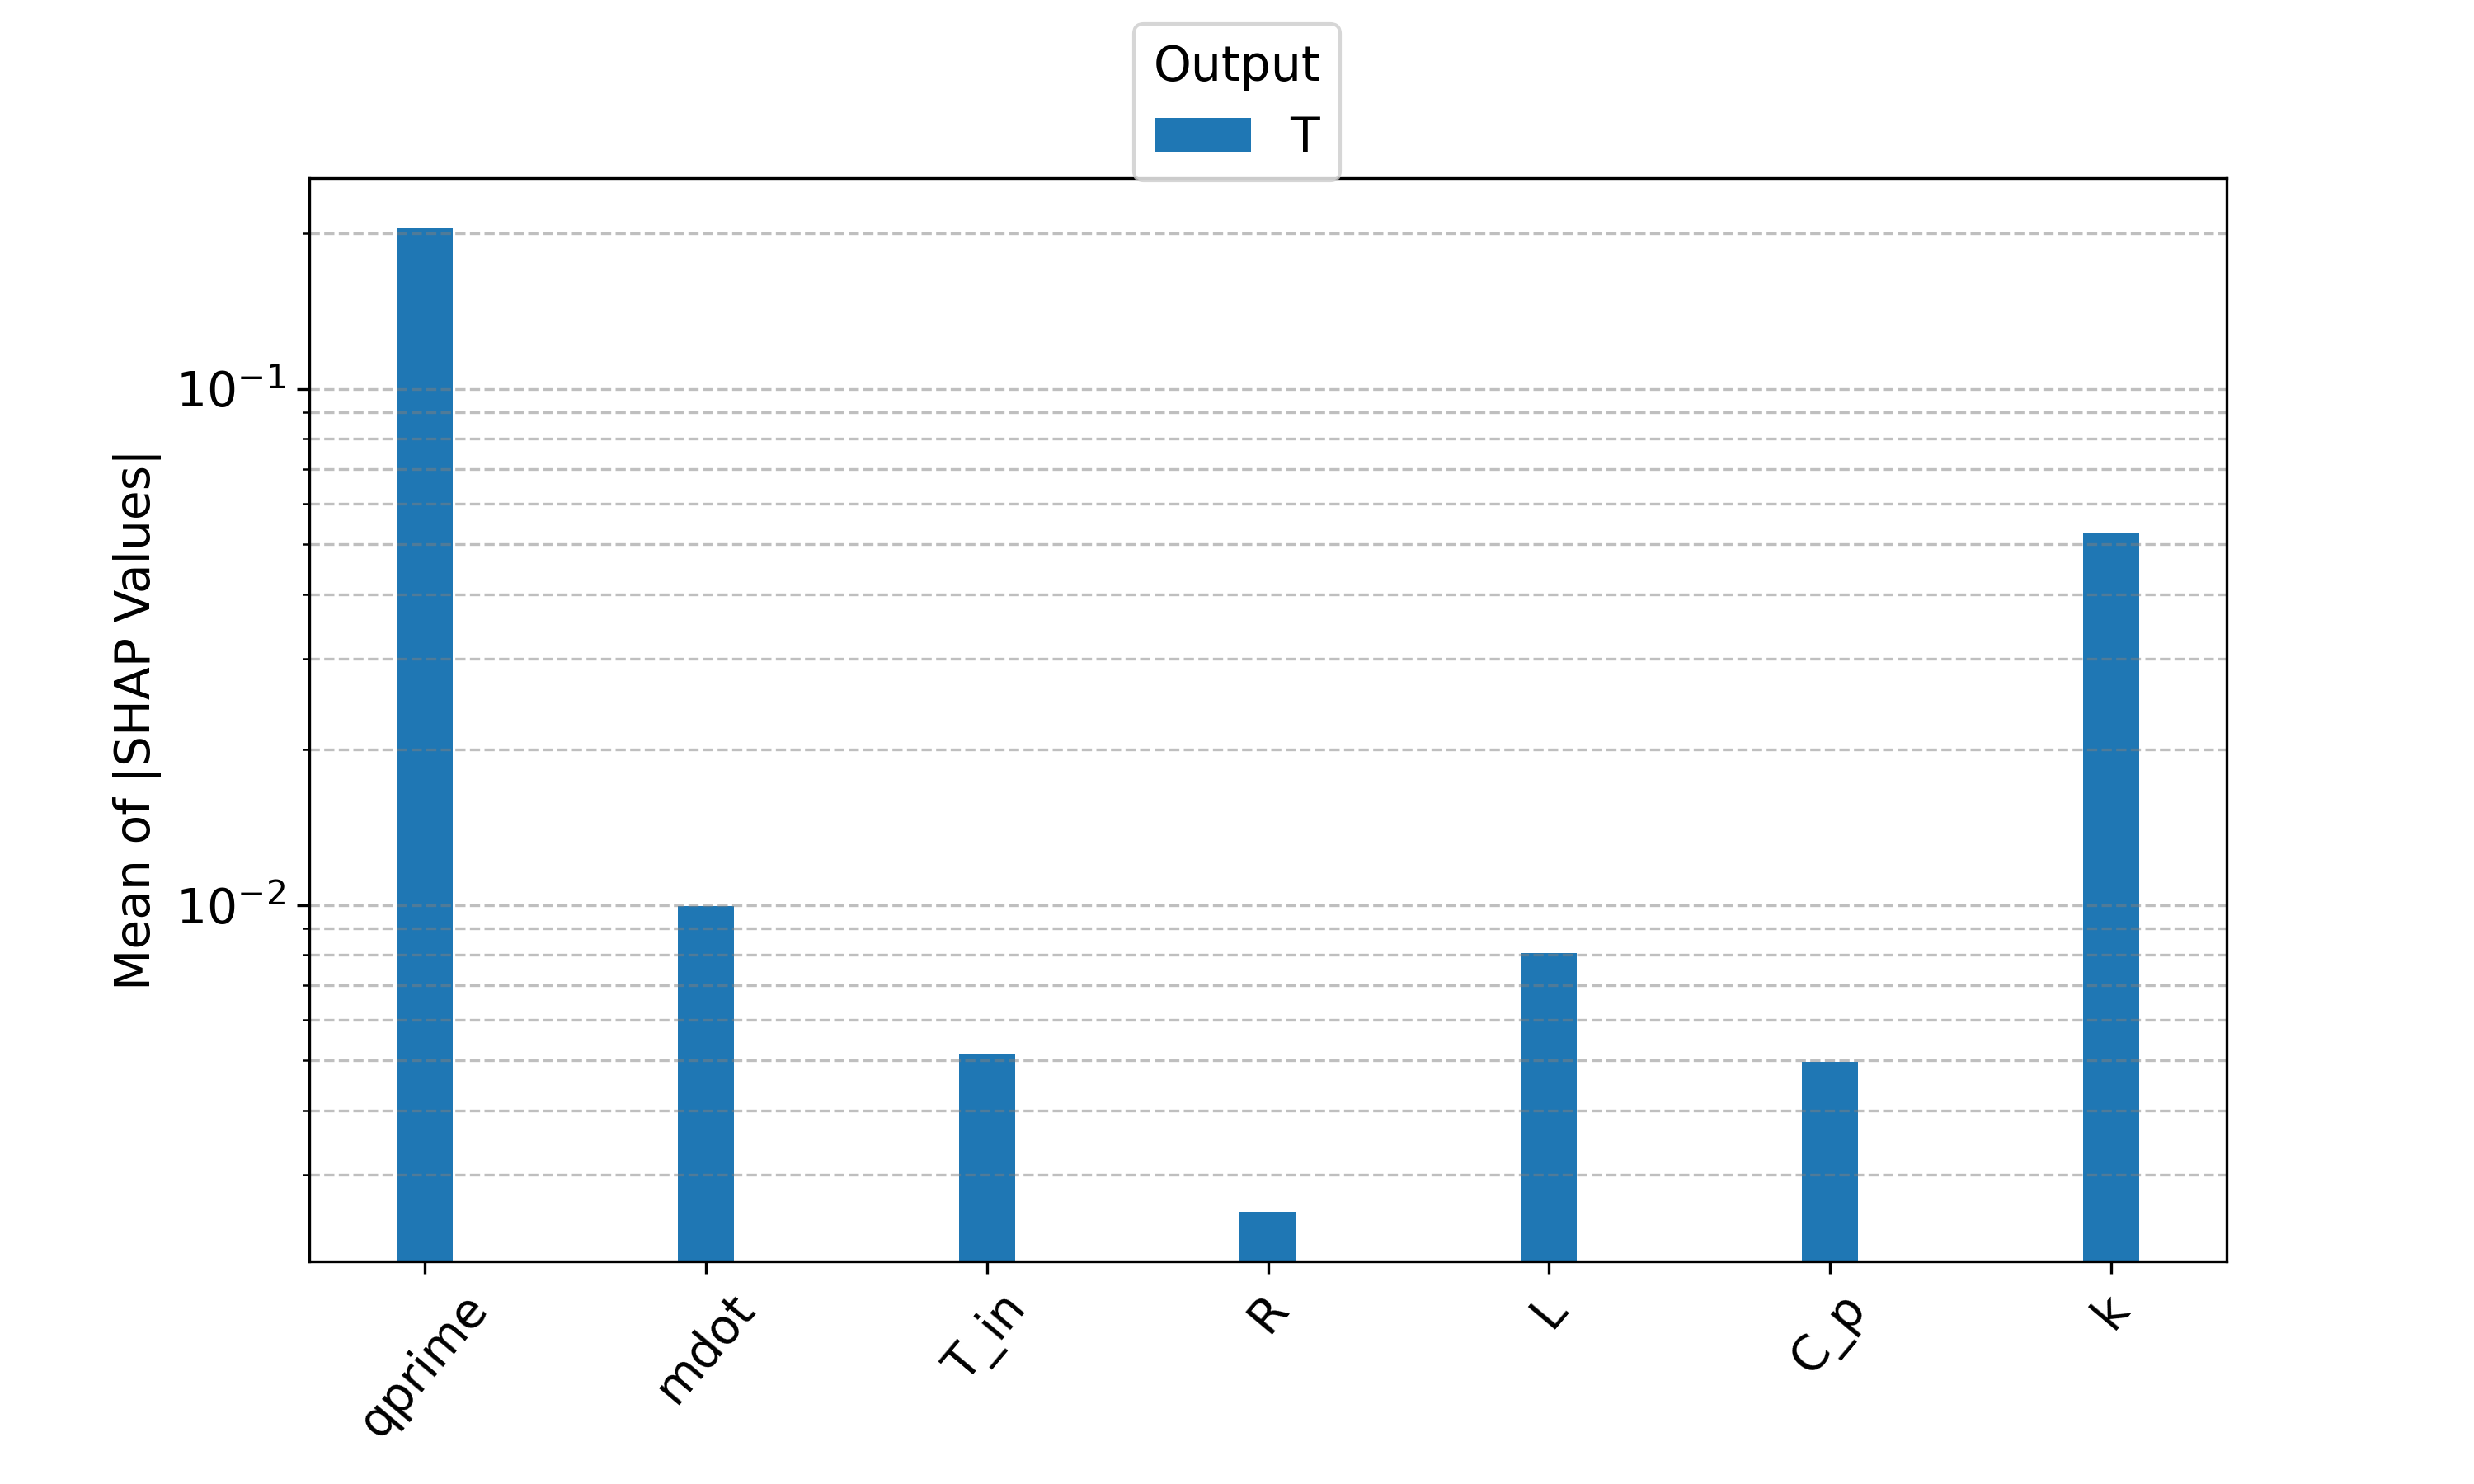 Output
T
Mean of |SHAP Values|
10⁻¹
10⁻²
qprime
mdot
T_in
R
L
C_p
k